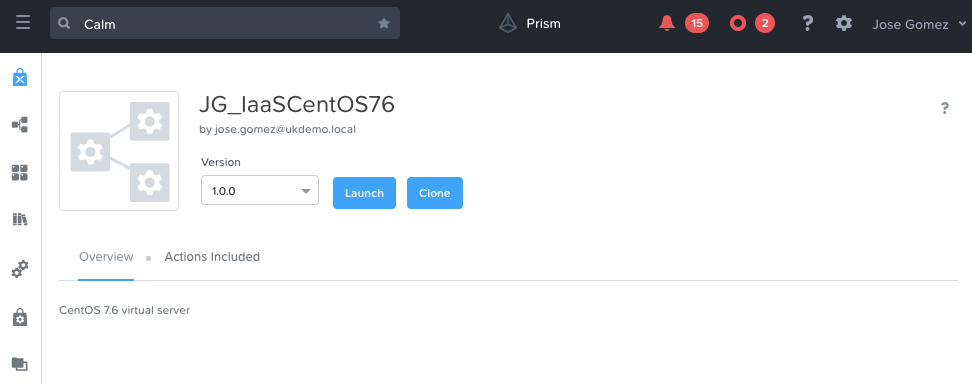 Calm
Prism
15
2
?
Jose Gomez
JG_IaaSCentOS76
?
by jose.gomez@ukdemo.local
Version
1.0.0
Launch
Clone
Overview
Actions Included
CentOS 7.6 virtual server